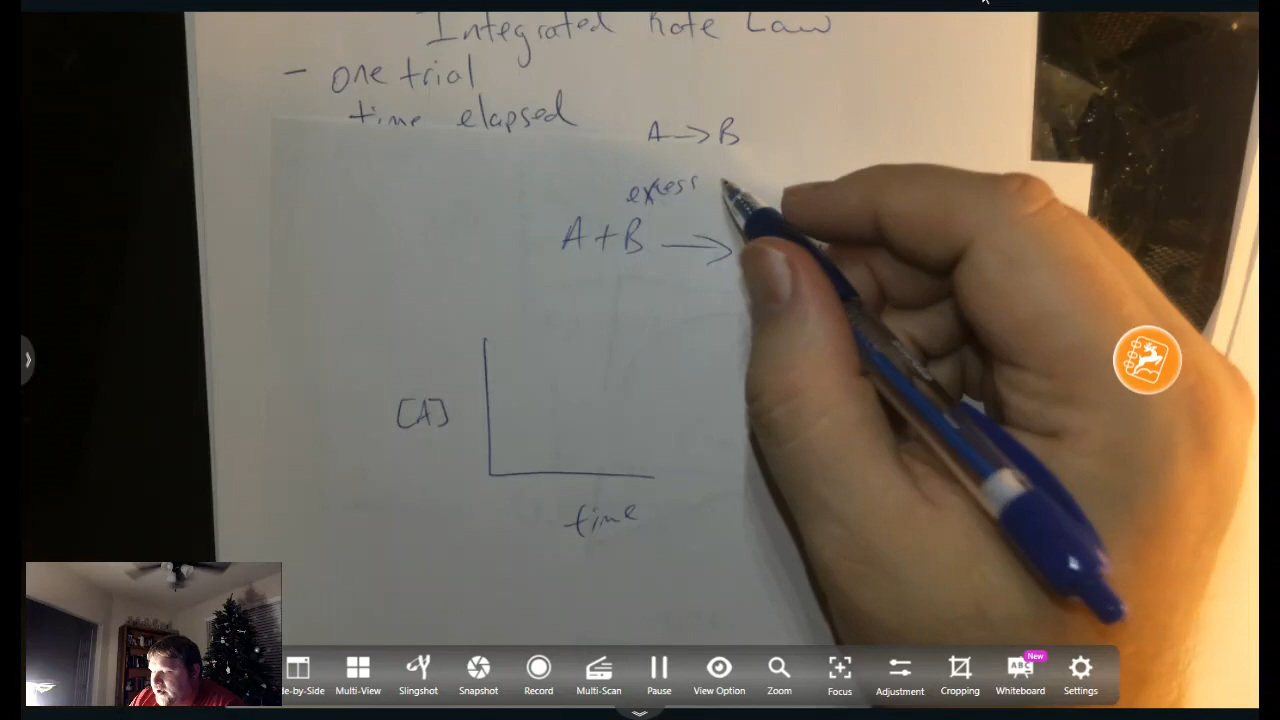 Integrated Rate Law
- one trial
time elapsed
A → B
excess
A + B →
[A]
time
Side-by-Side
Multi-View
Slingshot
Snapshot
Record
Multi-Scan
Pause
View Option
Zoom
Focus
Adjustment
Cropping
New
ABC
Whiteboard
Settings